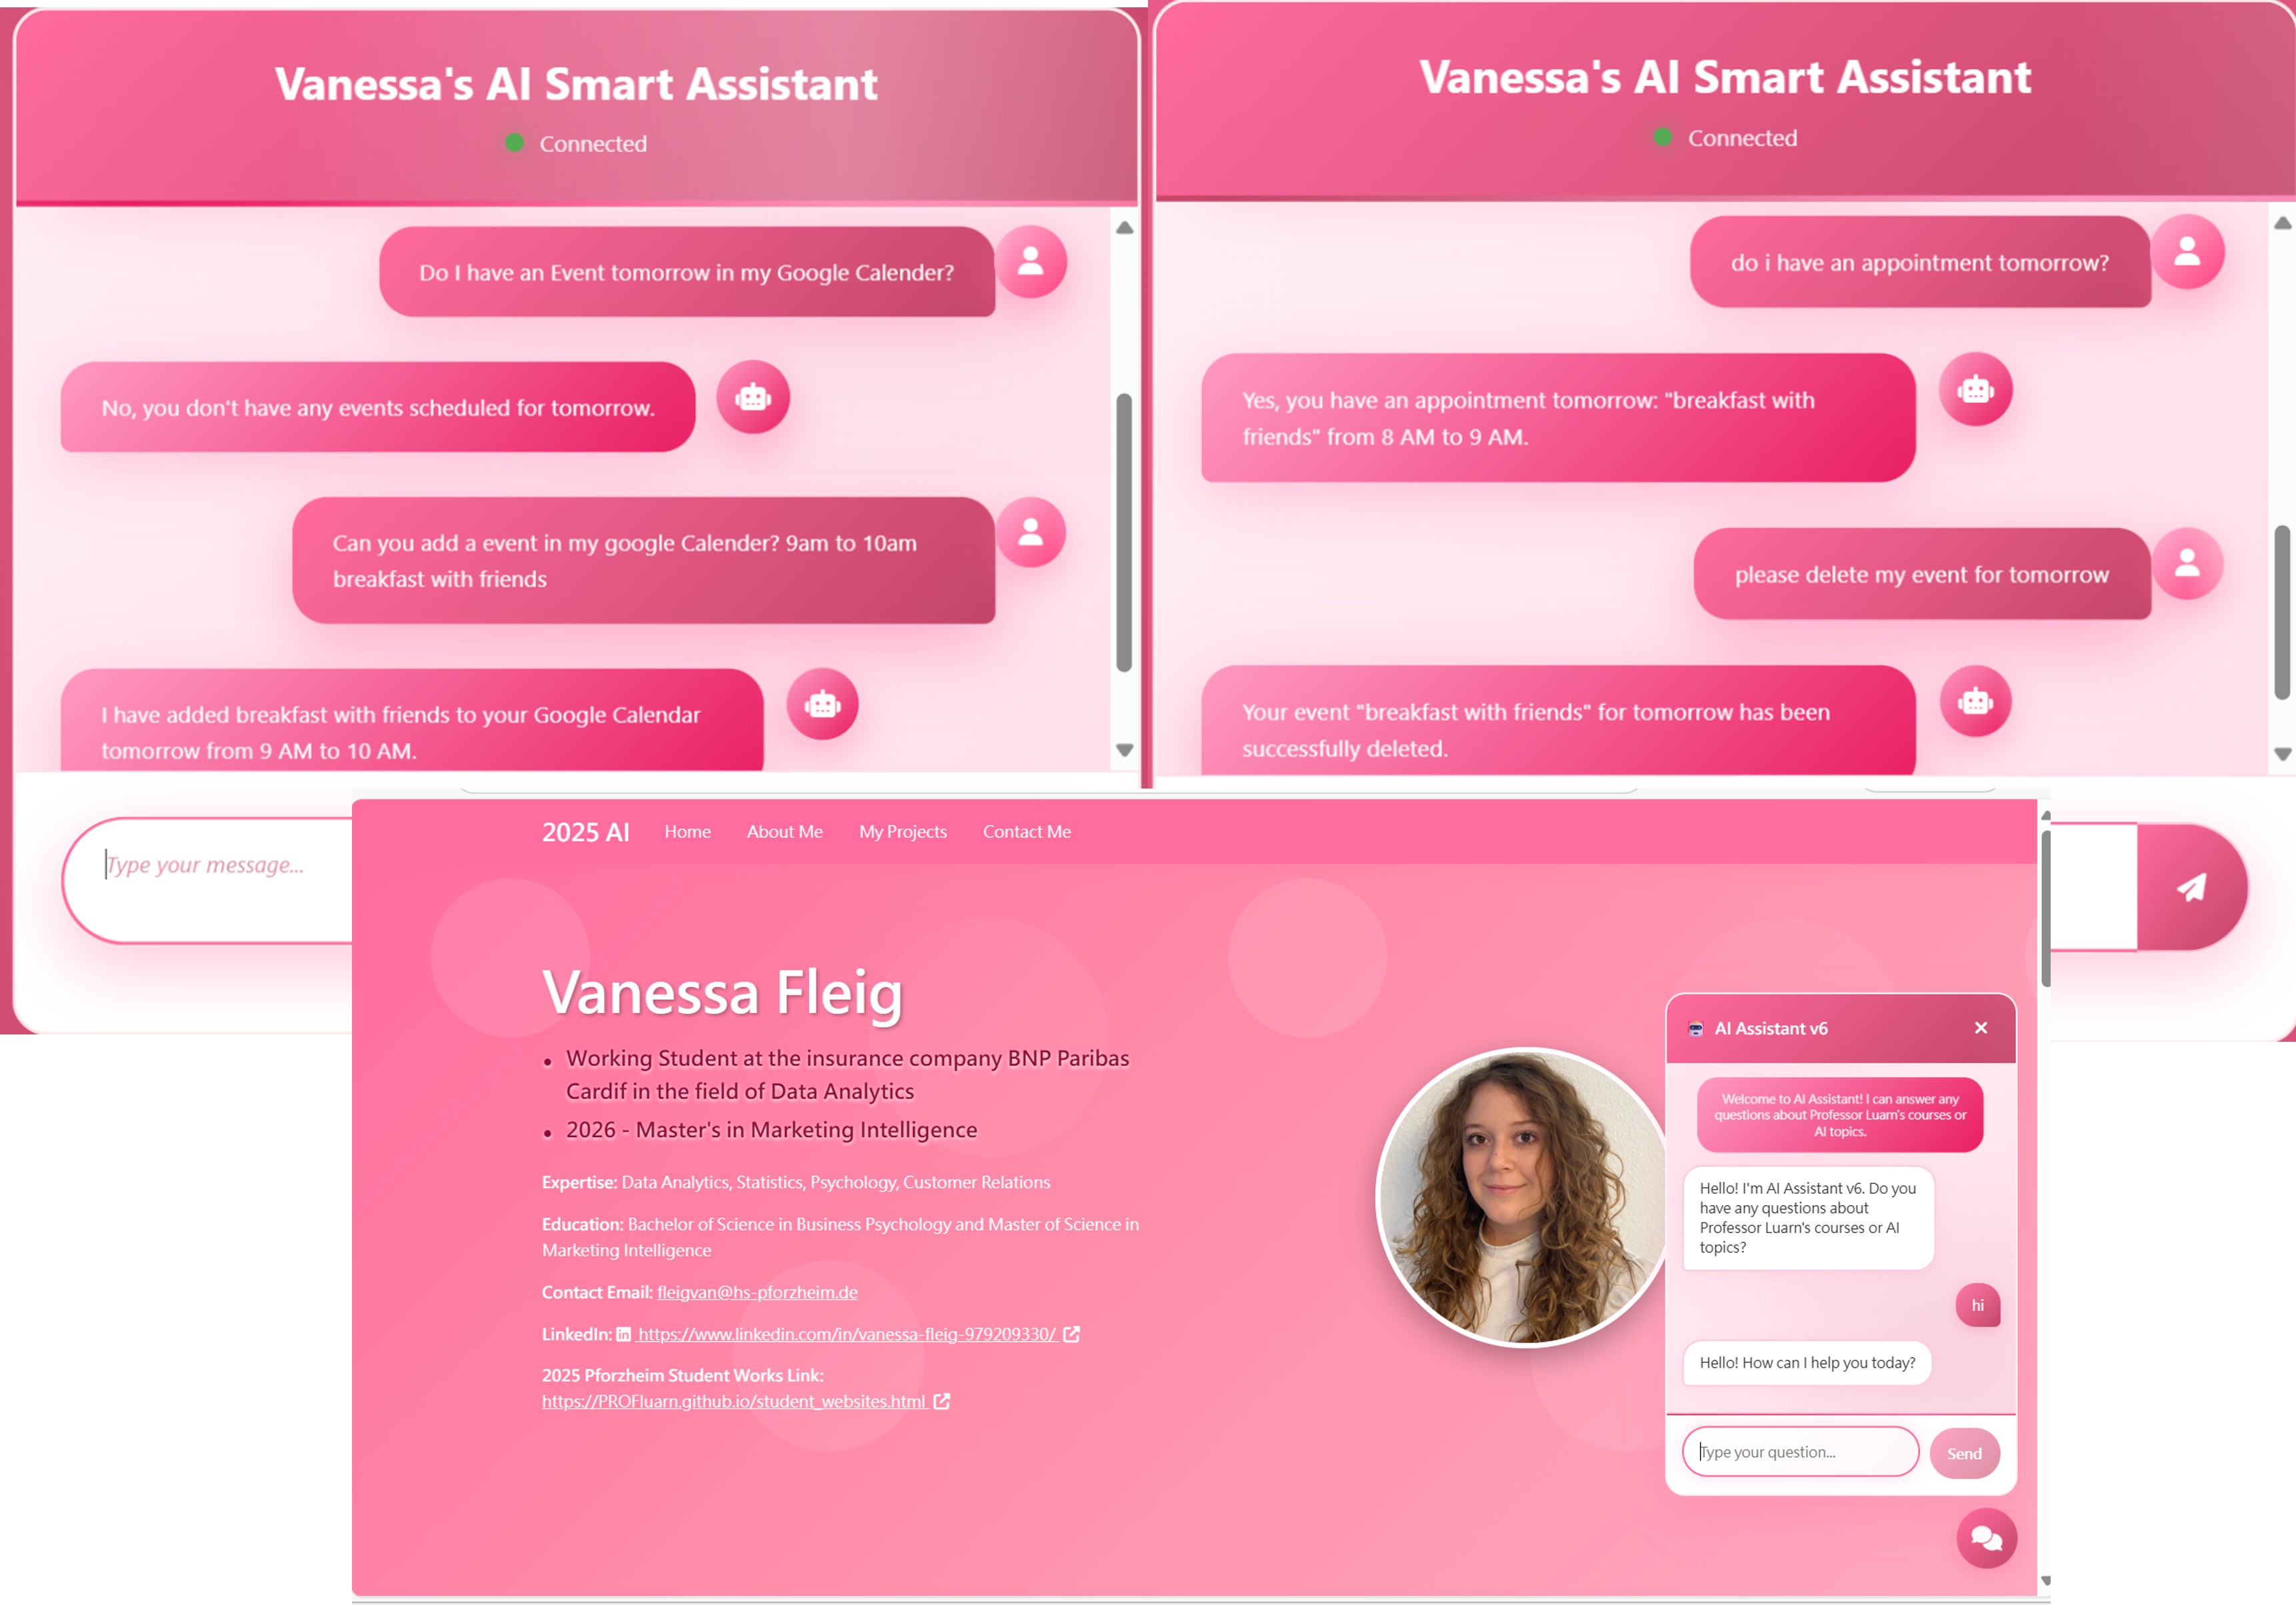 Vanessa's AI Smart Assistant
Connected
Do I have an Event tomorrow in my Google Calender?
No, you don't have any events scheduled for tomorrow.
Can you add a event in my google Calender? 9am to 10am
breakfast with friends
I have added breakfast with friends to your Google Calendar
tomorrow from 9 AM to 10 AM.
Type your message...
Vanessa's AI Smart Assistant
Connected
do i have an appointment tomorrow?
Yes, you have an appointment tomorrow: "breakfast with
friends" from 8 AM to 9 AM.
please delete my event for tomorrow
Your event "breakfast with friends" for tomorrow has been
successfully deleted.
2025 AI Home About Me My Projects Contact Me
Vanessa Fleig
• Working Student at the insurance company BNP Paribas
Cardif in the field of Data Analytics
• 2026 - Master's in Marketing Intelligence
Expertise: Data Analytics, Statistics, Psychology, Customer Relations
Education: Bachelor of Science in Business Psychology and Master of Science in
Marketing Intelligence
Contact Email: fleigvan@hs-pforzheim.de
LinkedIn: in https://www.linkedin.com/in/vanessa-fleig-979209330/
2025 Pforzheim Student Works Link:
https://PROFluarn.github.io/student_websites.html
AI Assistant v6
Welcome to AI Assistant! I can answer any
questions about Professor Luarn's courses or
AI topics.
Hello! I'm AI Assistant v6. Do you
have any questions about
Professor Luarn's courses or AI
topics?
hi
Hello! How can I help you today?
Type your question...
Send